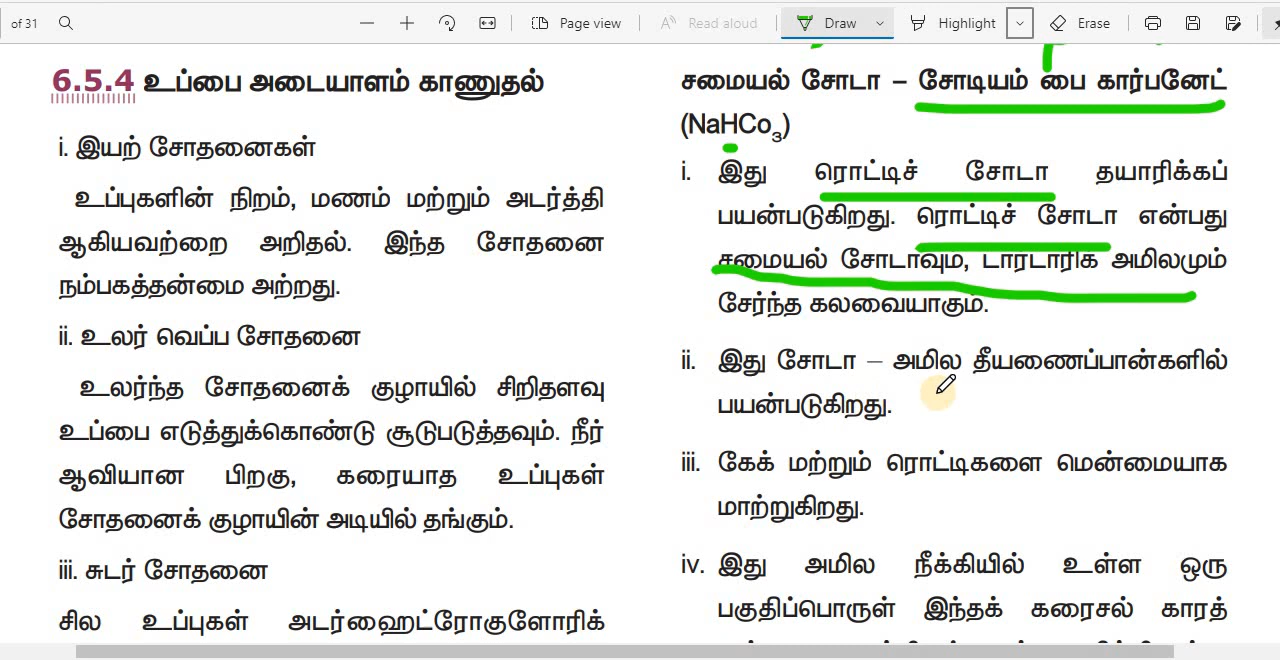 of 31
Page view
Read aloud
Draw
Highlight
Erase
6.5.4 உப்பை அடையாளம் காணுதல்
i. இயற் சோதனைகள்
உப்புகளின் நிறம், மணம் மற்றும் அடர்த்தி
ஆகியவற்றை அறிதல். இந்த சோதனை
நம்பகத்தன்மை அற்றது.
ii. உலர் வெப்ப சோதனை
உலர்ந்த சோதனைக் குழாயில் சிறிதளவு
உப்பை எடுத்துக்கொண்டு சூடுபடுத்தவும். நீர்
ஆவியான பிறகு, கரையாத உப்புகள்
சோதனைக் குழாயின் அடியில் தங்கும்.
iii. சுடர் சோதனை
சில உப்புகள் அடர்ஹைட்ரோகுளோரிக்
சமையல் சோடா – சோடியம் பை கார்பனேட்
(NaHCo₃)
i. இது ரொட்டிச் சோடா தயாரிக்கப்
பயன்படுகிறது. ரொட்டிச் சோடா என்பது
சமையல் சோடாவும், டார்டாரிக் அமிலமும்
சேர்ந்த கலவையாகும்.
ii. இது சோடா – அமில தீயணைப்பான்களில்
பயன்படுகிறது.
iii. கேக் மற்றும் ரொட்டிகளை மென்மையாக
மாற்றுகிறது.
iv. இது அமில நீக்கியில் உள்ள ஒரு
பகுதிப்பொருள் இந்தக் கரைசல் காரத்